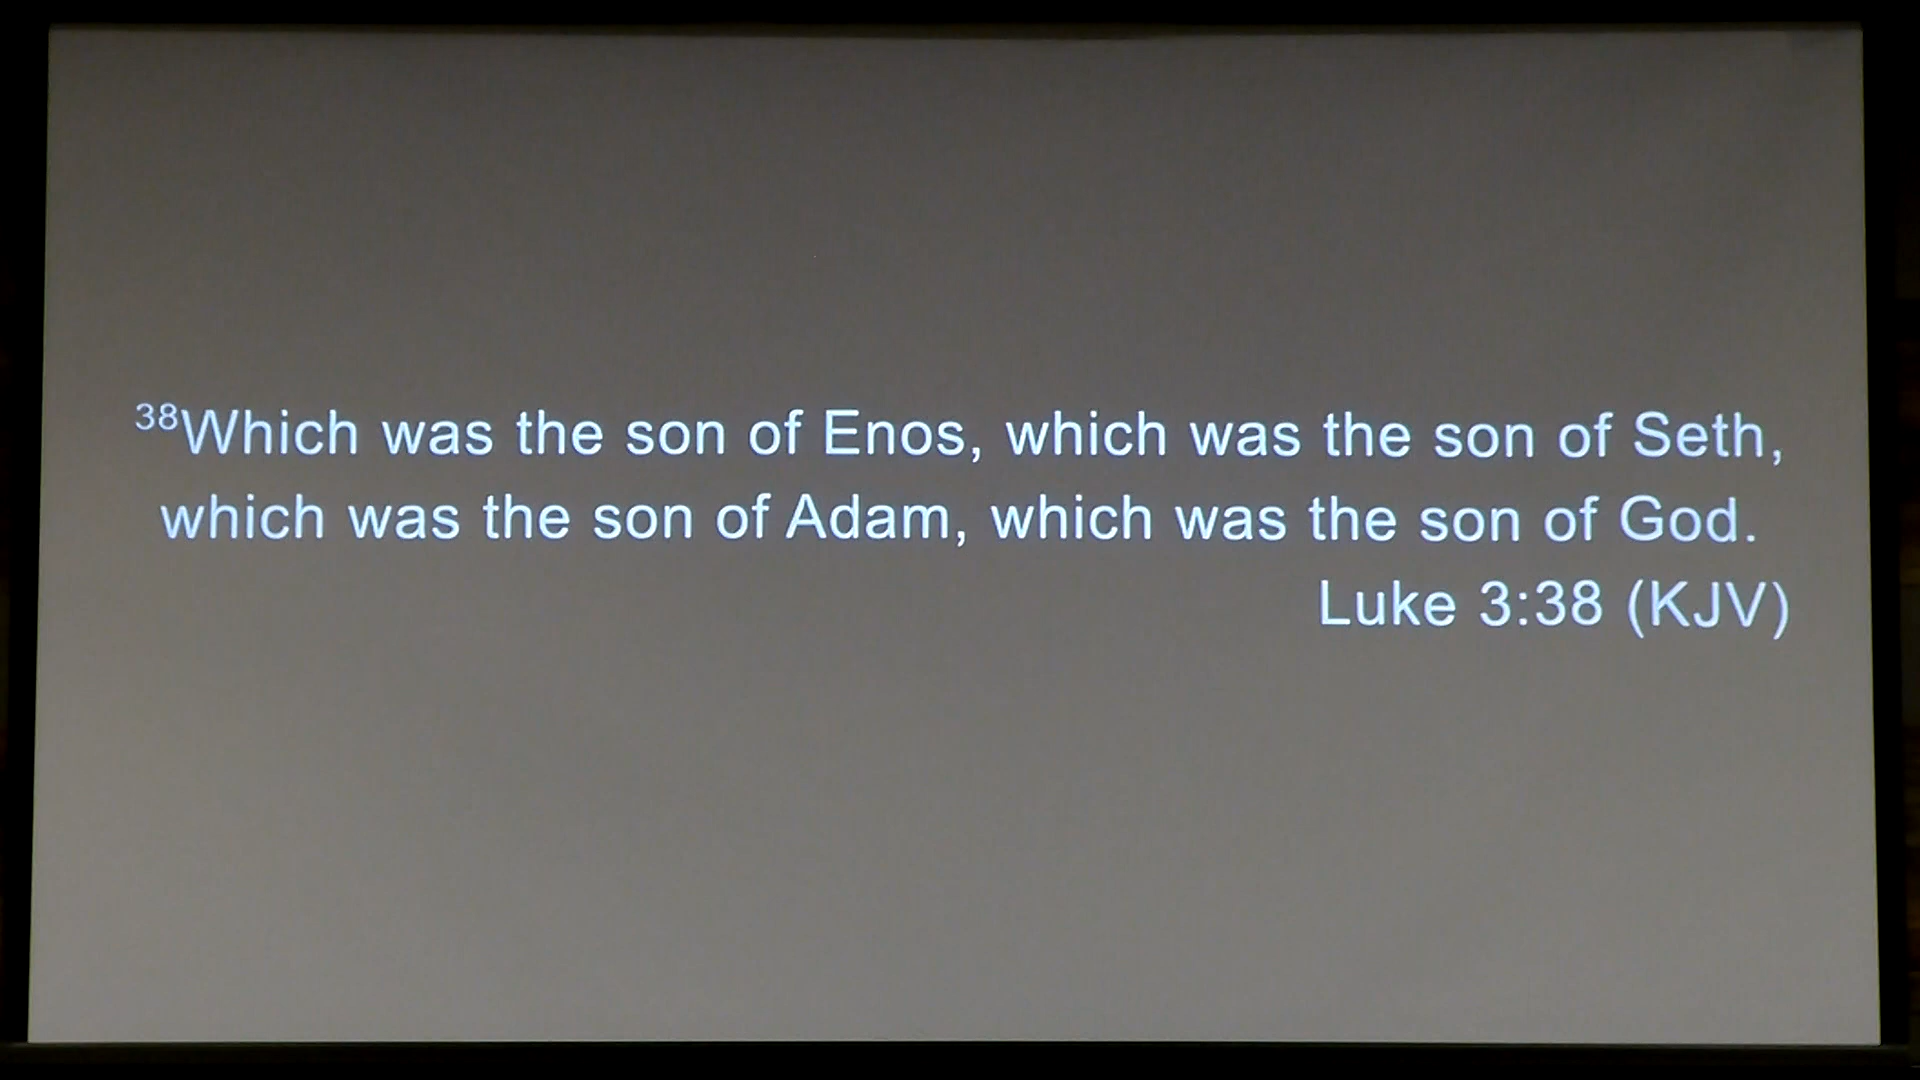 ³⁸Which was the son of Enos, which was the son of Seth,
which was the son of Adam, which was the son of God.
Luke 3:38 (KJV)